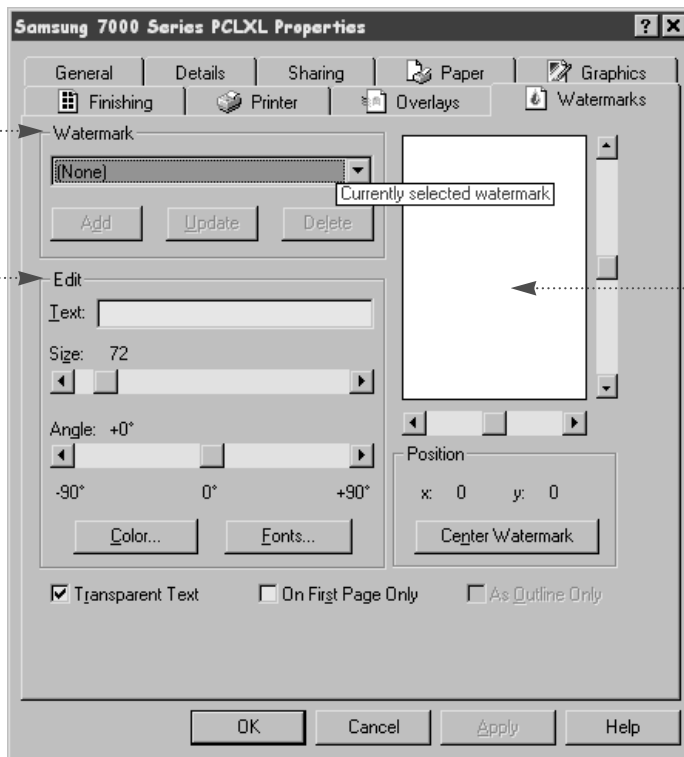 Samsung 7000 Series PCLXL Properties
General Details Sharing Paper Graphics
Finishing Printer Overlays Watermarks
Watermark
(None)
Currently selected watermark
Add Update Delete
Edit
Text:
Size: 72
Angle: +0°
-90° 0° +90°
Color... Fonts...
Position
x: 0 y: 0
Center Watermark
Transparent Text On First Page Only As Outline Only
OK Cancel Apply Help